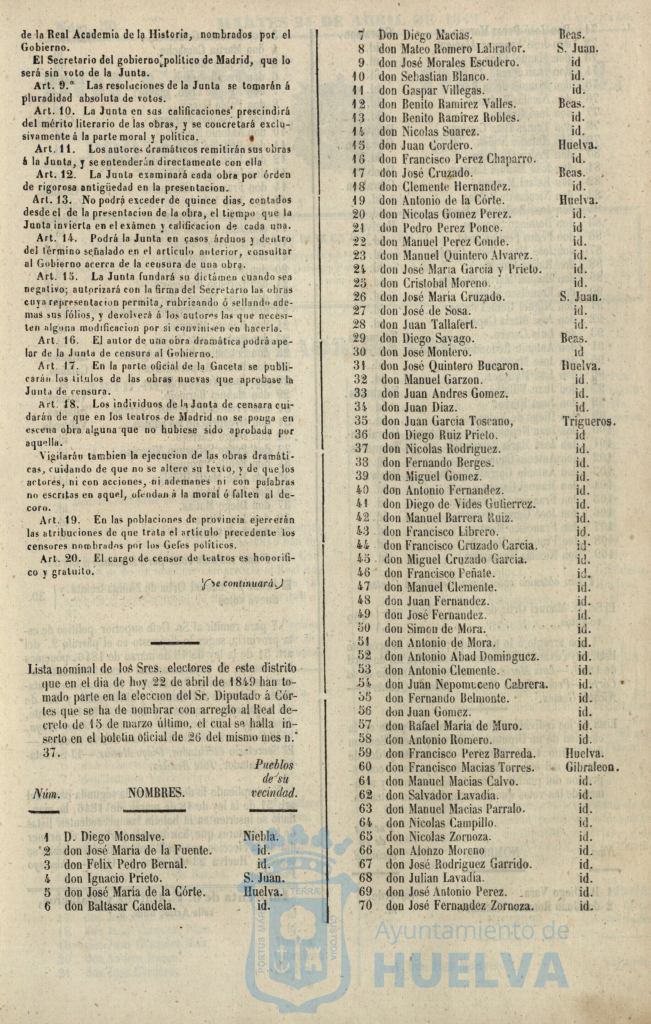 de la Real Academia de la Historia, nombrados por el
Gobierno.
El Secretario del gobierno político de Madrid, que lo
será sin voto de la Junta.
Art. 9.º Las resoluciones de la Junta se tomarán á
pluradidad absoluta de votos.
Art. 10. La Junta en sus calificaciones prescindirá
del mérito literario de las obras, y se concretará exclu-
sivamente á la parte moral y política.
Art. 11. Los autores dramáticos remitirán sus obras
á la Junta, y se entenderán directamente con ella
Art. 12. La Junta examinará cada obra por órden
de rigorosa antigüedad en la presentacion.
Art. 13. No podrá exceder de quince dias, contados
desde el de la presentacion de la obra, el tiempo que la
Junta invierta en el exámen y calificacion de cada una.
Art. 14. Podrá la Junta en casos árduos y dentro
del término señalado en el artículo anterior, consultar
al Gobierno acerca de la censura de una obra.
Art. 15. La Junta fundará su dictámen cuando sea
negativo; autorizará con la firma del Secretario las obras
cuya representacion permita, rubricando ó sellando ade-
mas sus fólios, y devolverá á los autores las que necesi-
ten alguna modificacion por si convinisen en hacerla.
Art. 16. El autor de una obra dramática podrá ape-
lar de la Junta de censura al Gobierno.
Art. 17. En la parte oficial de la Gaceta se publi-
carán los títulos de las obras nuevas que aprobase la
Junta de censura.
Art. 18. Los individuos de la Junta de censara cui-
darán de que en los teatros de Madrid no se ponga en
escena obra alguna que no hubiese sido aprobada por
aquella.
Vigilarán tambien la ejecucion de las obras dramáti-
cas, cuidando de que no se altere su texto, y de que los
actores, ni con acciones, ni ademanes ni con palabras
no escritas en aquel, ofendan á la moral ó falten al de-
coro.
Art. 19. En las poblaciones de provincia ejercerán
las atribuciones de que trata el artículo precedente los
censores nombrados por los Gefes políticos.
Art. 20. El cargo de censor de teatros es honorífi-
co y gratuito.
(se continuará)
Lista nominal de los Sres. electores de este distrito
que en el dia de hoy 22 de abril de 1849 han to-
mado parte en la eleccion del Sr. Diputado á Cór-
tes que se ha de nombrar con arreglo al Real de-
creto de 15 de marzo último, el cual se halla in-
serto en el boletin oficial de 26 del mismo mes n.º
37.
Pueblos
de su
Núm. NOMBRES. vecindad.
1 D. Diego Monsalve. Niebla.
2 don José Maria de la Fuente. id.
3 don Felix Pedro Bernal. id.
4 don Ignacio Prieto. S. Juan.
5 don José Maria de la Córte. Huelva.
6 don Baltasar Candela. id.
7 Don Diego Macias. Beas.
8 don Mateo Romero Labrador. S. Juan.
9 don José Morales Escudero. id
10 don Sebastian Blanco. id.
11 don Gaspar Villegas. id.
12 don Benito Ramirez Valles. Beas.
13 don Benito Ramirez Robles. id.
14 don Nicolas Suarez. id.
15 don Juan Cordero. Huelva.
16 don Francisco Perez Chaparro. id.
17 don José Cruzado. Beas.
18 don Clemente Hernandez. id.
19 don Antonio de la Córte. Huelva.
20 don Nicolas Gomez Perez. id.
21 don Pedro Perez Ponce. id
22 don Manuel Perez Conde. id.
23 don Manuel Quintero Alvarez. id.
24 don José Maria Garcia y Prieto. id.
25 don Cristobal Moreno. id.
26 don José Maria Cruzado. S. Juan.
27 don José de Sosa. id.
28 don Juan Tallafert. id.
29 don Diego Sayago. Beas.
30 don José Montero. id
31 don José Quintero Bucaron. Huelva.
32 don Manuel Garzon. id.
33 don Juan Andres Gomez. id.
34 don Juan Diaz. id.
35 don Juan Garcia Toscano, Trigueros.
36 don Diego Ruiz Prieto. id
37 don Nicolas Rodriguez. id.
38 don Fernando Berges. id.
39 don Miguel Gomez. id.
40 don Antonio Fernandez. id.
41 don Diego de Vides Gutierrez. id.
42 don Manuel Barrera Ruiz. id.
43 don Francisco Librero. id.
44 don Francisco Cruzado Carcia. id.
45 don Miguel Cruzado Garcia. id.
46 don Francisco Peñate. id.
47 don Manuel Clemente. id.
48 don Juan Fernandez. id.
49 don José Fernandez. id.
50 don Simon de Mora. id.
51 don Antonio de Mora. id.
52 don Antonio Abad Dominguez. id.
53 don Antonio Clemente. id.
54 don Juan Nepomuceno Cabrera. id.
55 don Fernando Belmonte. id.
56 don Juan Gomez. id.
57 don Rafael Maria de Muro. id.
58 don Antonio Romero. id.
59 don Francisco Perez Barreda. Huelva.
60 don Francisco Macias Torres. Gibraleon.
61 don Manuel Macias Calvo. id.
62 don Salvador Lavadia. id.
63 don Manuel Macias Parralo. id.
64 don Nicolas Campillo. id.
65 don Nicolas Zornoza. id.
66 don Alonzo Moreno id.
67 don José Rodriguez Garrido. id.
68 don Julian Lavadia. id.
69 don José Antonio Perez. id.
70 don José Fernandez Zornoza. id.
PORTUS MARIS ET TERRÆ CUSTODIA
Ayuntamiento de
HUELVA